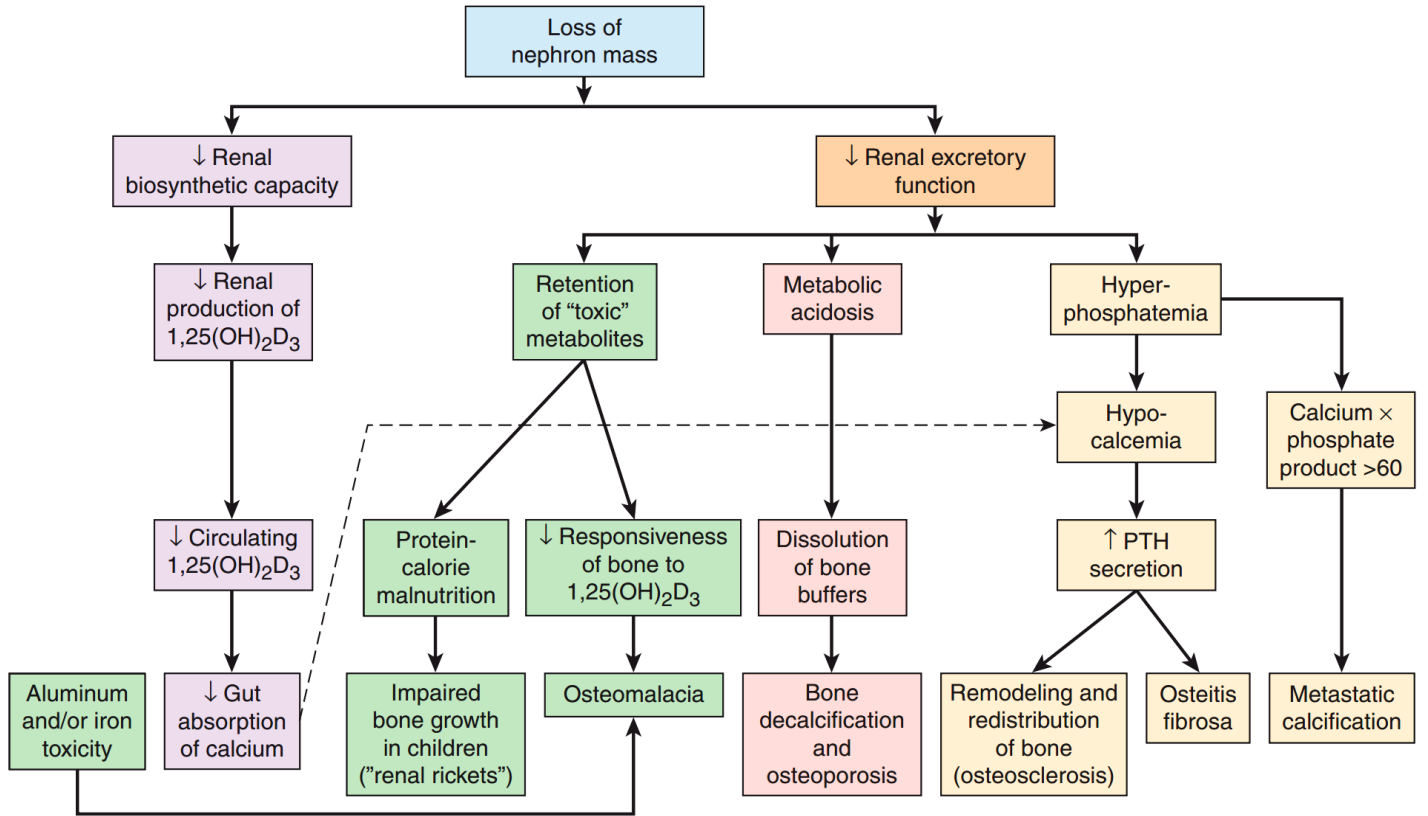 Loss of
nephron mass
↓ Renal
biosynthetic capacity
↓ Renal excretory
function
↓ Renal
production of
1,25(OH)₂D₃
Retention
of “toxic”
metabolites
Metabolic
acidosis
Hyper-
phosphatemia
Hypo-
calcemia
Calcium ×
phosphate
product >60
↓ Circulating
1,25(OH)₂D₃
Protein-
calorie
malnutrition
↓ Responsiveness
of bone to
1,25(OH)₂D₃
Dissolution
of bone
buffers
↑ PTH
secretion
Aluminum
and/or iron
toxicity
↓ Gut
absorption
of calcium
Impaired
bone growth
in children
(”renal rickets”)
Osteomalacia
Bone
decalcification
and
osteoporosis
Remodeling and
redistribution
of bone
(osteosclerosis)
Osteitis
fibrosa
Metastatic
calcification